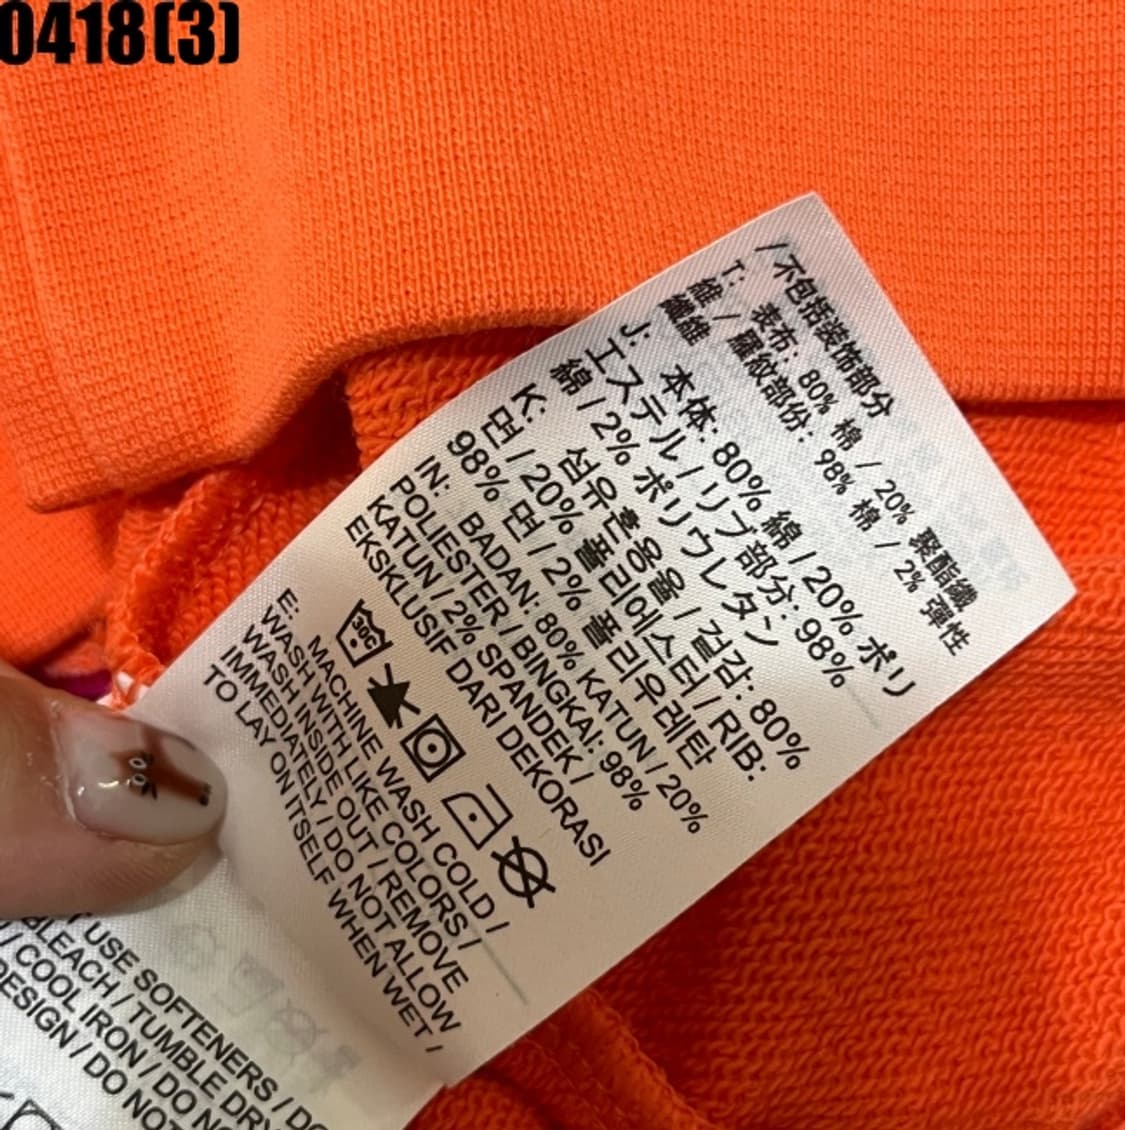 0418(3)
/ 不包括装饰部分
T: 表布: 80% 棉 / 20% 聚酯纖
維 / 羅紋部份: 98% 棉 / 2% 彈性
纖維
J: 本体: 80% 綿 / 20% ポリ
エステル / リブ部分: 98%
綿 / 2% ポリウレタン
K: 섬유혼용율 / 겉감: 80%
면 / 20% 폴리에스터 / RIB:
98% 면 / 2% 폴리우레탄
IN: BADAN: 80% KATUN / 20%
POLIESTER / BINGKAI: 98%
KATUN / 2% SPANDEK /
EKSKLUSIF DARI DEKORASI
30C
E: MACHINE WASH COLD /
WASH WITH LIKE COLORS /
WASH INSIDE OUT / REMOVE
IMMEDIATELY / DO NOT ALLOW
TO LAY ON ITSELF WHEN WET /
USE SOFTENERS / DO
BLEACH / TUMBLE DRY
/ COOL IRON / DO NO
DESIGN / DO NOT